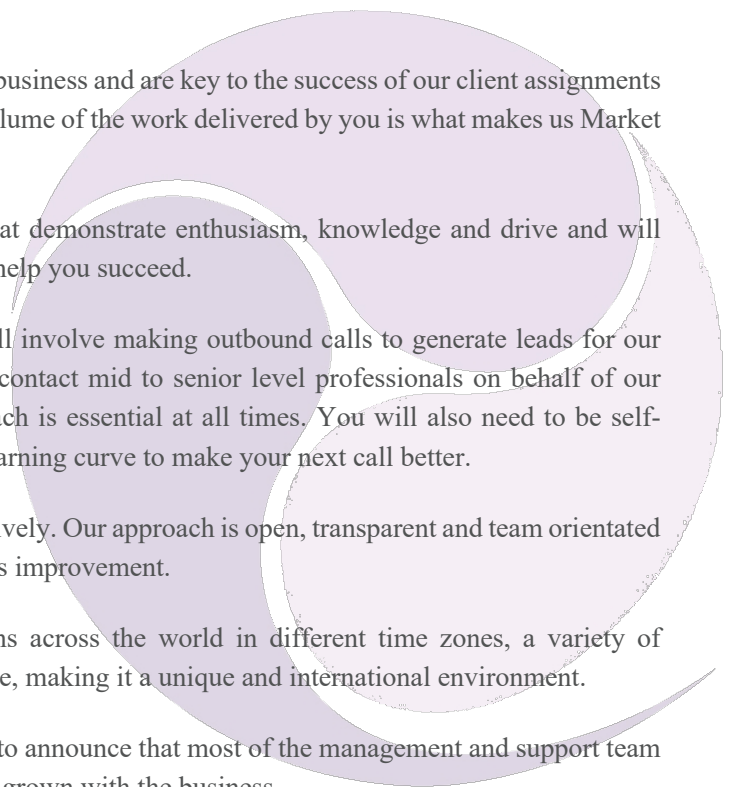 business and are key to the success of our client assignments
lume of the work delivered by you is what makes us Market
at demonstrate enthusiasm, knowledge and drive and will
help you succeed.
ll involve making outbound calls to generate leads for our
contact mid to senior level professionals on behalf of our
ch is essential at all times. You will also need to be self-
arning curve to make your next call better.
vely. Our approach is open, transparent and team orientated
s improvement.
ns across the world in different time zones, a variety of
e, making it a unique and international environment.
to announce that most of the management and support team
grown with the business.